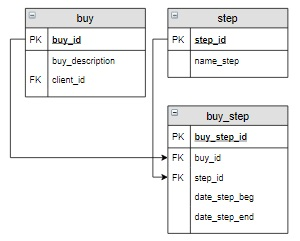 buy
PK buy_id
buy_description
FK client_id
step
PK step_id
name_step
buy_step
PK buy_step_id
FK buy_id
FK step_id
date_step_beg
date_step_end